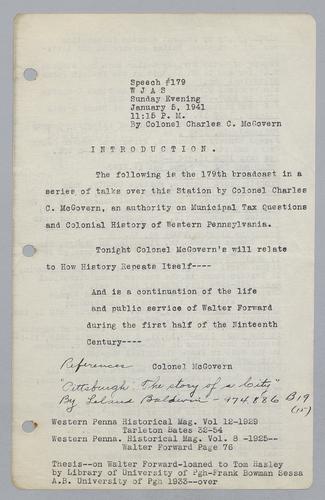 Speech #179
W J A S
Sunday Evening
January 5, 1941
11:15 P. M.
By Colonel Charles C. McGovern
I N T R O D U C T I O N .
The following is the 179th broadcast in a
series of talks over this Station by Colonel Charles
C. McGovern, an authority on Municipal Tax Questions
and Colonial History of Western Pennsylvania.
Tonight Colonel McGovern's will relate
to How History Repeats Itself----
And is a continuation of the life
and public service of Walter Forward
during the first half of the Ninteenth
Century----
References Colonel McGovern
"Pittsburgh: The story of a City"
By Leland Baldwin - 974.886 B19
(15)
Western Penna Historical Mag. Vol 12-1929
Tarleton Bates 32-54
Western Penna. Historical Mag. Vol. 8 -1925--
Walter Forward Page 76
Thesis--on Walter Forward-loaned to Tom Hazley
by Library of University of Pgh-Frank Bowman Sessa
A.B. University of Pgh 1933--over